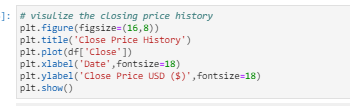 ]: # visulize the closing price history
plt.figure(figsize=(16,8))
plt.title('Close Price History')
plt.plot(df['Close'])
plt.xlabel('Date',fontsize=18)
plt.ylabel('Close Price USD ($)',fontsize=18)
plt.show()